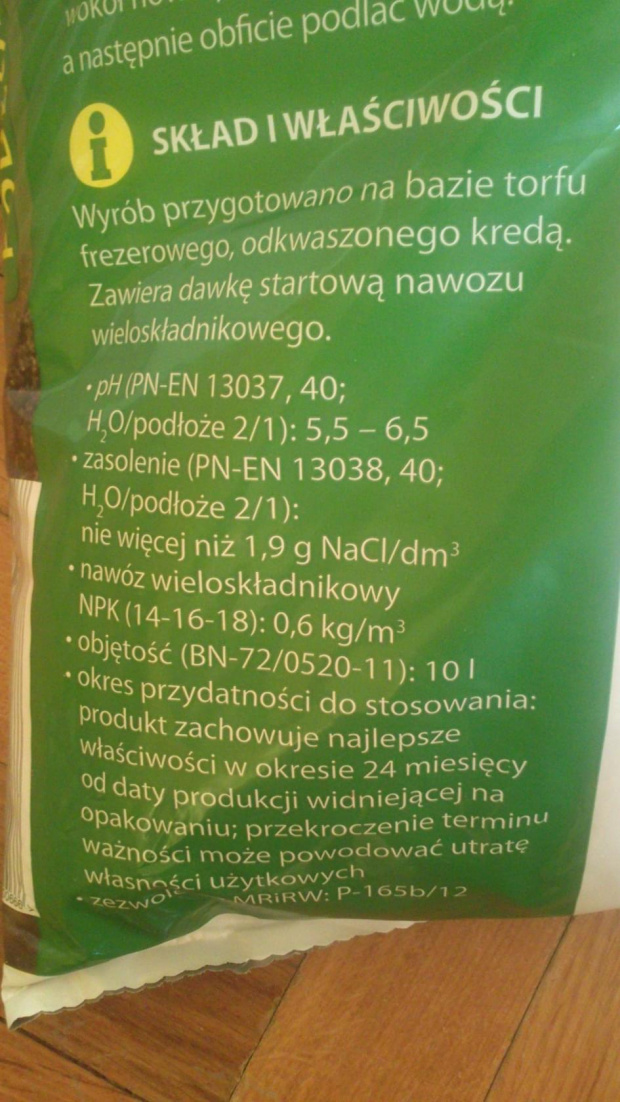 a następnie obficie podlać wodą.
SKŁAD I WŁAŚCIWOŚCI
Wyrób przygotowano na bazie torfu
frezerowego, odkwaszonego kredą.
Zawiera dawkę startową nawozu
wieloskładnikowego.
• pH (PN-EN 13037, 40;
H₂O/podłoże 2/1): 5,5 – 6,5
• zasolenie (PN-EN 13038, 40;
H₂O/podłoże 2/1):
nie więcej niż 1,9 g NaCl/dm³
• nawóz wieloskładnikowy
NPK (14-16-18): 0,6 kg/m³
• objętość (BN-72/0520-11): 10 l
• okres przydatności do stosowania:
produkt zachowuje najlepsze
właściwości w okresie 24 miesięcy
od daty produkcji widniejącej na
opakowaniu; przekroczenie terminu
ważności może powodować utratę
własności użytkowych
• MRiRW: P-165b/12